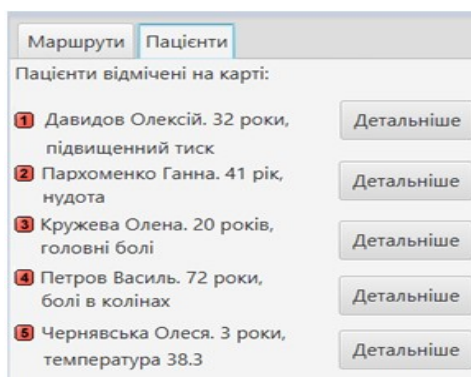 Маршрути Пацієнти
Пацієнти відмічені на карті:
1 Давидов Олексій. 32 роки, Детальніше
підвищенний тиск
2 Пархоменко Ганна. 41 рік, Детальніше
нудота
3 Кружева Олена. 20 років, Детальніше
головні болі
4 Петров Василь. 72 роки, Детальніше
болі в колінах
5 Чернявська Олеся. 3 роки, Детальніше
температура 38.3